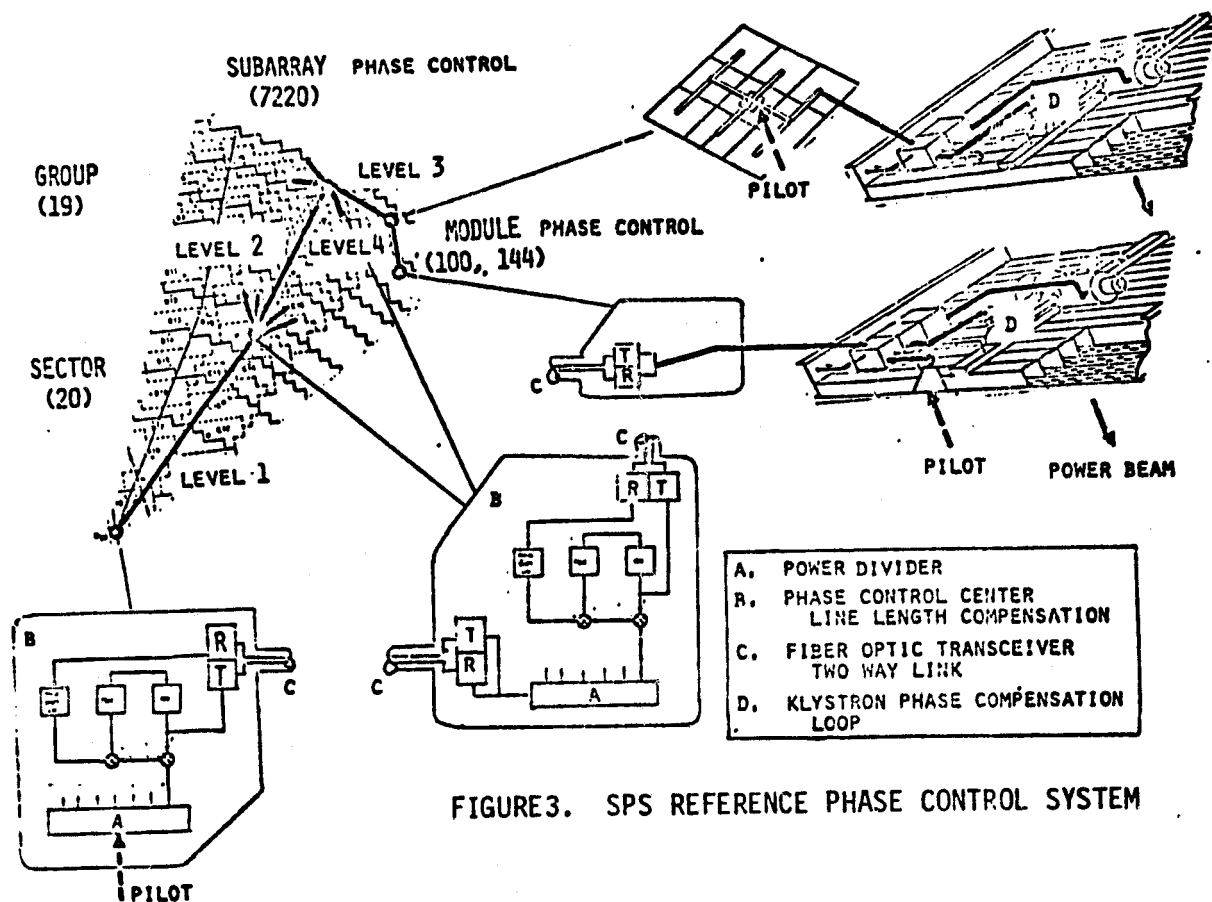 SUBARRAY PHASE CONTROL
(7220)
GROUP
(19)
LEVEL 3
PILOT
D
LEVEL 2
LEVEL 4
MODULE PHASE CONTROL
(100,, 144)
D
T
R
C
SECTOR
(20)
LEVEL 1
PILOT
POWER BEAM
C
B
R T
T
R
C
A
B
R
T
C
A
PILOT
A. POWER DIVIDER
B. PHASE CONTROL CENTER
LINE LENGTH COMPENSATION
C. FIBER OPTIC TRANSCEIVER
TWO WAY LINK
D. KLYSTRON PHASE COMPENSATION
LOOP
FIGURE3. SPS REFERENCE PHASE CONTROL SYSTEM